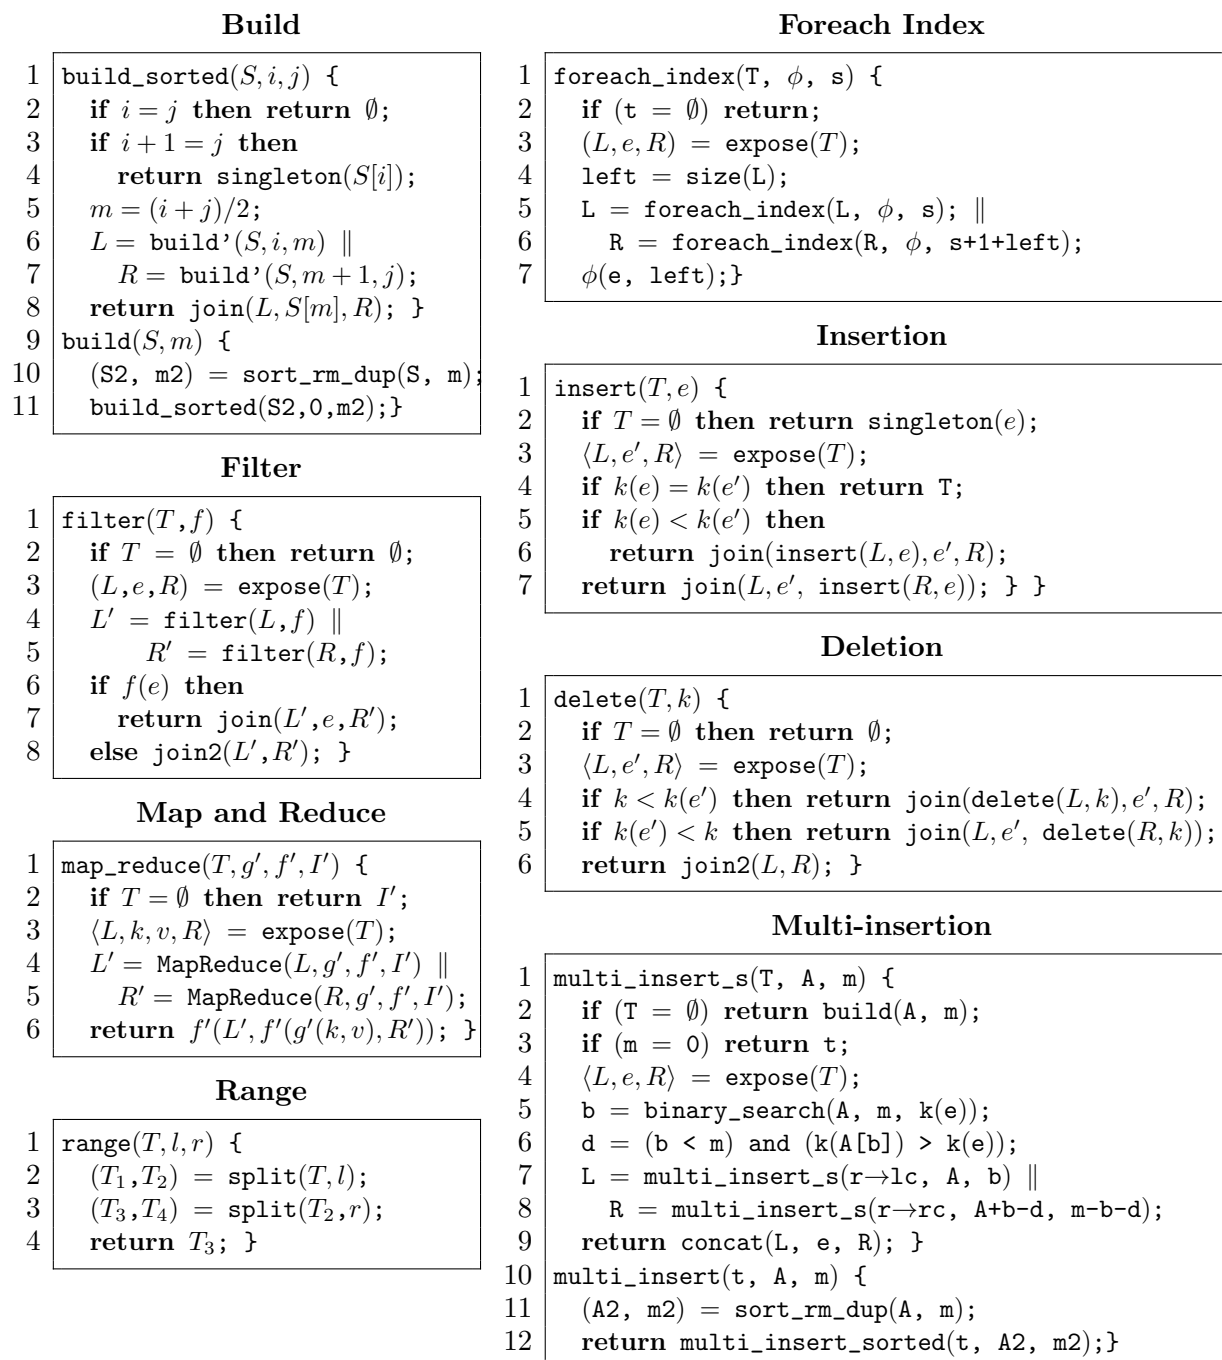 Build
1 build_sorted(S, i, j) {
2 if i = j then return ∅;
3 if i + 1 = j then
4 return singleton(S[i]);
5 m = (i + j)/2;
6 L = build'(S, i, m) ∥
7 R = build'(S, m + 1, j);
8 return join(L, S[m], R); }
9 build(S, m) {
10 (S2, m2) = sort_rm_dup(S, m);
11 build_sorted(S2,0,m2);}
Filter
1 filter(T,f) {
2 if T = ∅ then return ∅;
3 (L,e,R) = expose(T);
4 L′ = filter(L,f) ∥
5 R′ = filter(R,f);
6 if f(e) then
7 return join(L′,e,R′);
8 else join2(L′,R′); }
Map and Reduce
1 map_reduce(T, g′, f′, I′) {
2 if T = ∅ then return I′;
3 ⟨L, k, v, R⟩ = expose(T);
4 L′ = MapReduce(L, g′, f′, I′) ∥
5 R′ = MapReduce(R, g′, f′, I′);
6 return f′(L′, f′(g′(k, v), R′)); }
Range
1 range(T, l, r) {
2 (T₁,T₂) = split(T, l);
3 (T₃,T₄) = split(T₂,r);
4 return T₃; }
Foreach Index
1 foreach_index(T, ϕ, s) {
2 if (t = ∅) return;
3 (L, e, R) = expose(T);
4 left = size(L);
5 L = foreach_index(L, ϕ, s); ∥
6 R = foreach_index(R, ϕ, s+1+left);
7 ϕ(e, left);}
Insertion
1 insert(T, e) {
2 if T = ∅ then return singleton(e);
3 ⟨L, e′, R⟩ = expose(T);
4 if k(e) = k(e′) then return T;
5 if k(e) < k(e′) then
6 return join(insert(L, e), e′, R);
7 return join(L, e′, insert(R, e)); } }
Deletion
1 delete(T, k) {
2 if T = ∅ then return ∅;
3 ⟨L, e′, R⟩ = expose(T);
4 if k < k(e′) then return join(delete(L, k), e′, R);
5 if k(e′) < k then return join(L, e′, delete(R, k));
6 return join2(L, R); }
Multi-insertion
1 multi_insert_s(T, A, m) {
2 if (T = ∅) return build(A, m);
3 if (m = 0) return t;
4 ⟨L, e, R⟩ = expose(T);
5 b = binary_search(A, m, k(e));
6 d = (b < m) and (k(A[b]) > k(e));
7 L = multi_insert_s(r→lc, A, b) ∥
8 R = multi_insert_s(r→rc, A+b-d, m-b-d);
9 return concat(L, e, R); }
10 multi_insert(t, A, m) {
11 (A2, m2) = sort_rm_dup(A, m);
12 return multi_insert_sorted(t, A2, m2);}